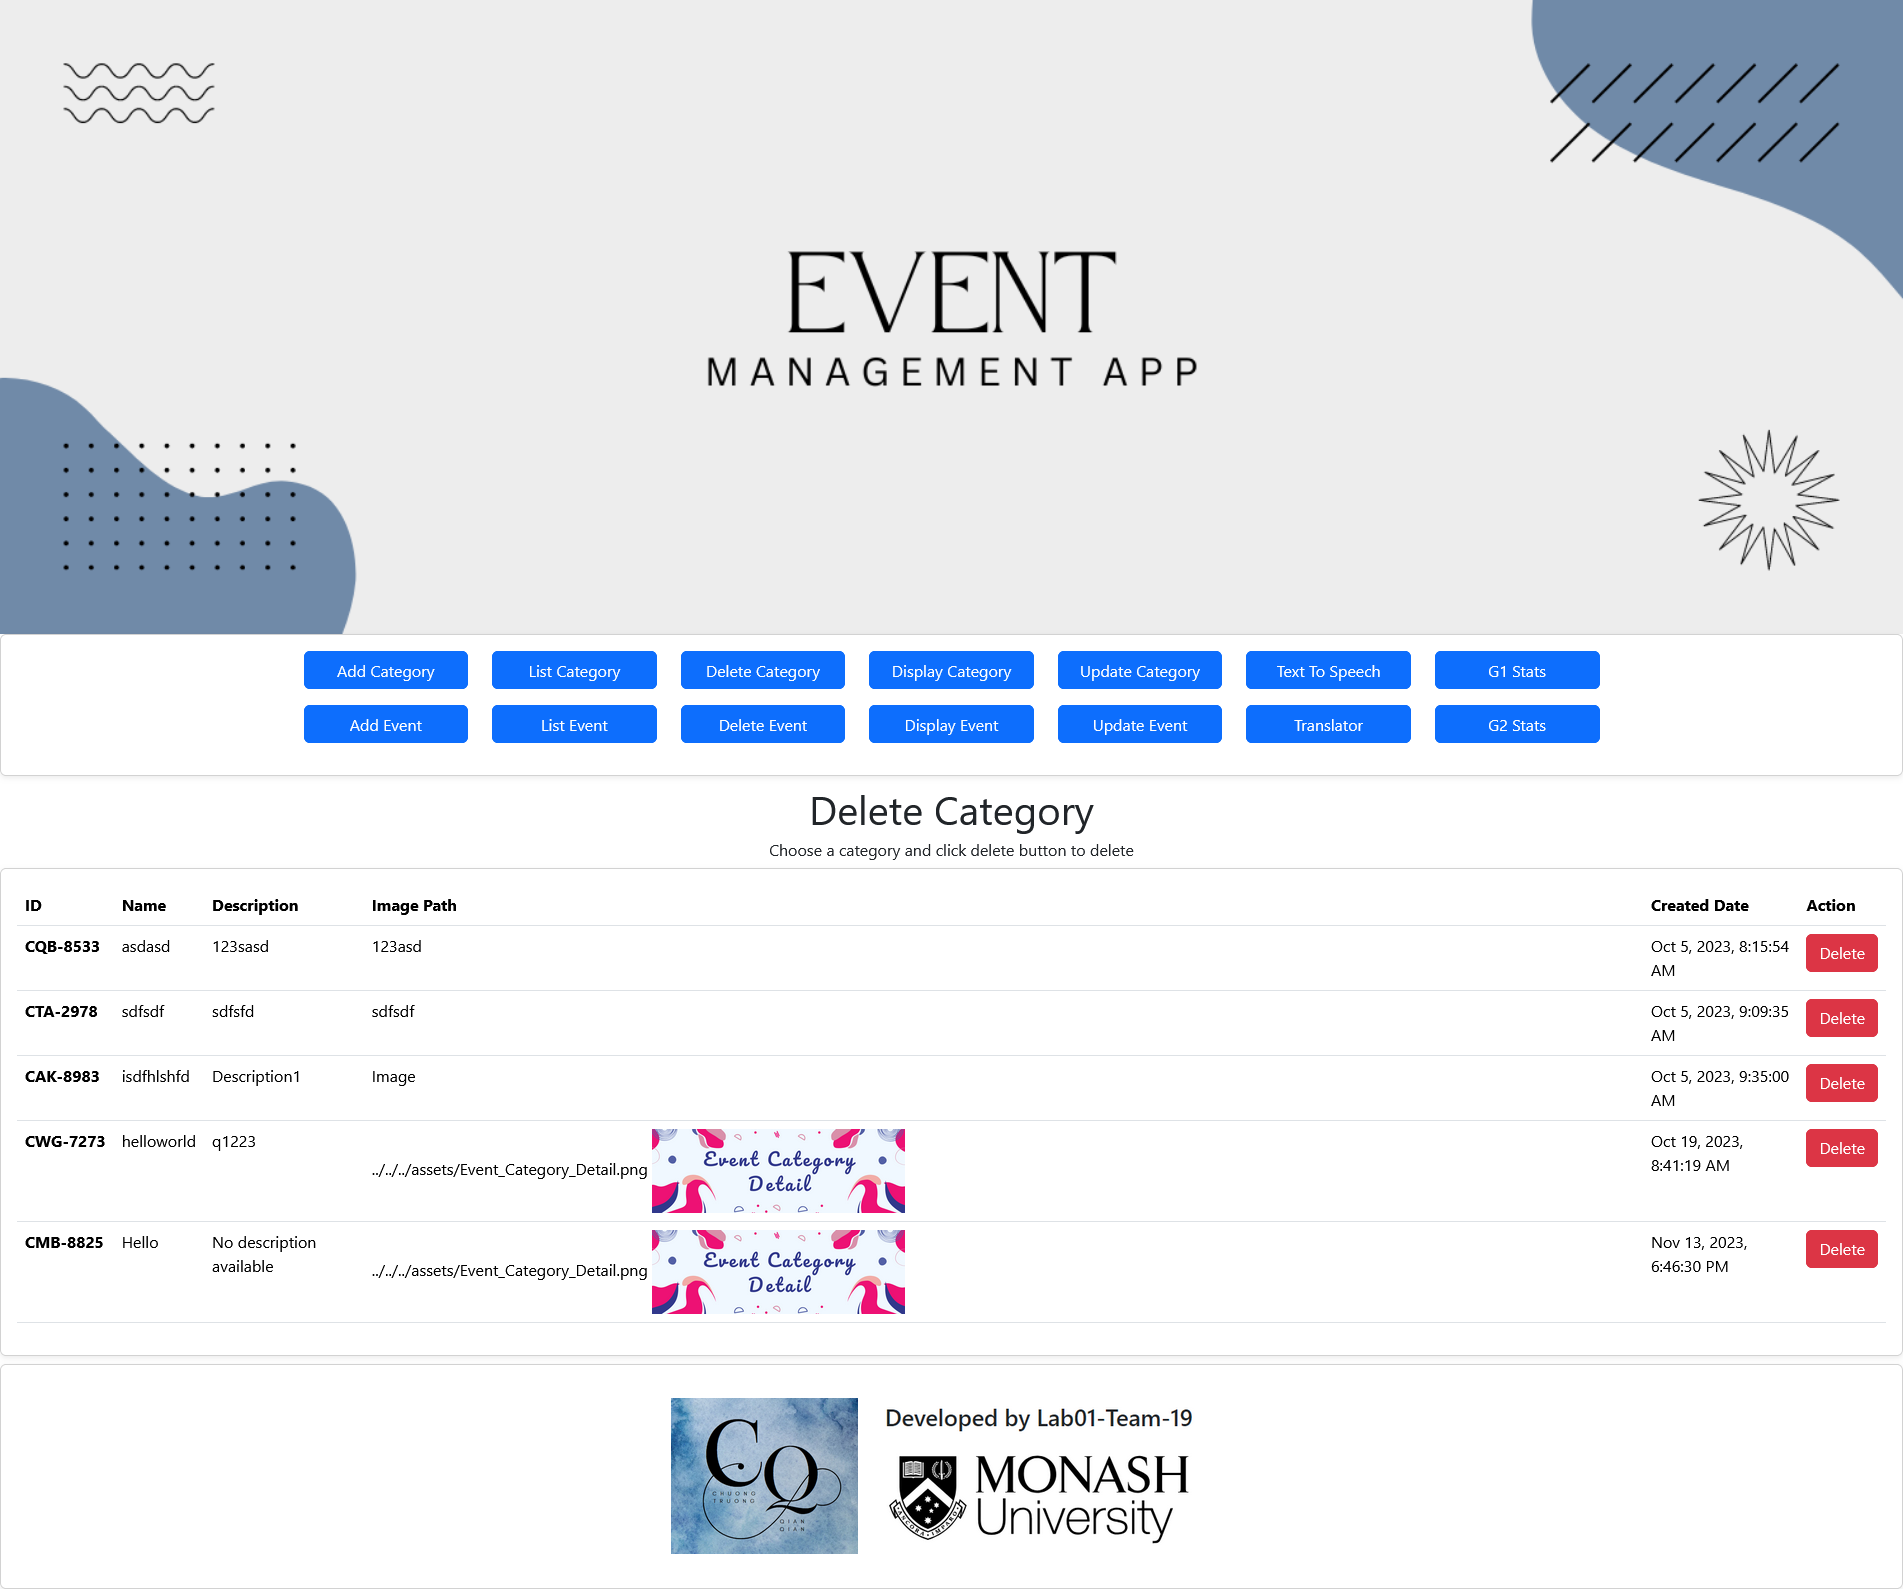 EVENT
MANAGEMENT APP
Add Category List Category Delete Category Display Category Update Category Text To Speech G1 Stats
Add Event List Event Delete Event Display Event Update Event Translator G2 Stats
Delete Category
Choose a category and click delete button to delete
ID Name Description Image Path Created Date Action
CQB-8533 asdasd 123sasd 123asd Oct 5, 2023, 8:15:54 Delete
AM
CTA-2978 sdfsdf sdfsfd sdfsdf Oct 5, 2023, 9:09:35 Delete
AM
CAK-8983 isdfhlshfd Description1 Image Oct 5, 2023, 9:35:00 Delete
AM
CWG-7273 helloworld q1223 Oct 19, 2023, Delete
8:41:19 AM
../../../assets/Event_Category_Detail.png
Event Category
Detail
CMB-8825 Hello No description Nov 13, 2023, Delete
available 6:46:30 PM
../../../assets/Event_Category_Detail.png
Event Category
Detail
CQ
CHUONG
TRUONG
QIAN
QIAN
Developed by Lab01-Team-19
MONASH
University
ANCORA IMPARO